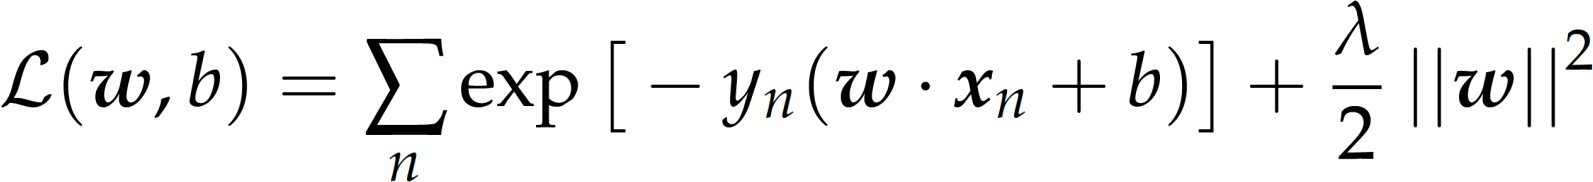 ℒ(w, b) = ∑ₙ exp [ − yₙ(w · xₙ + b)] + λ/2 ||w||²